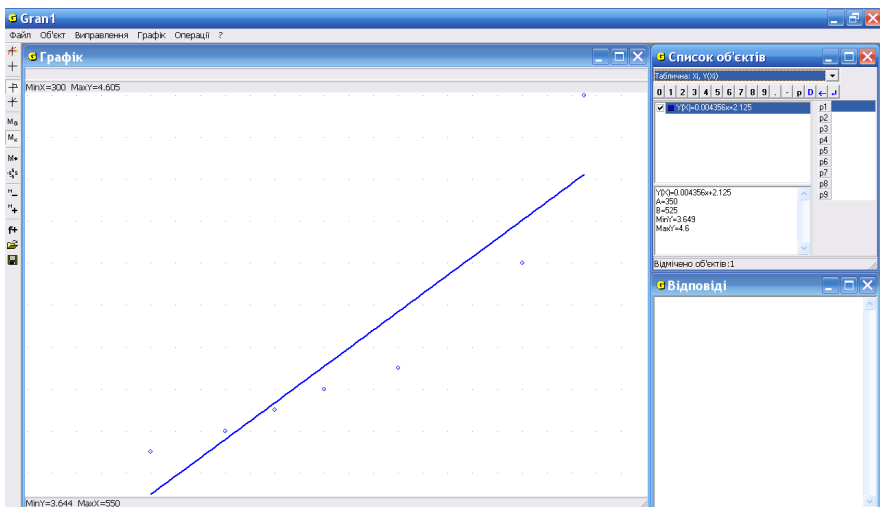 Gran1
Файл Об'єкт Виправлення Графік Операції ?
Графік
MinX=300 MaxY=4.605
MinY=3.644 MaxX=550
Список об'єктів
Таблична: Xi, Y(Xi)
0 1 2 3 4 5 6 7 8 9 . - p D ← ↵
Y(X)=0.004356x+2.125
p1
p2
p3
p4
p5
p6
p7
p8
p9
Y(X)=0.004356x+2.125
A=350
B=525
MinY=3.649
MaxY=4.6
Відмічено об'єктів:1
Відповіді